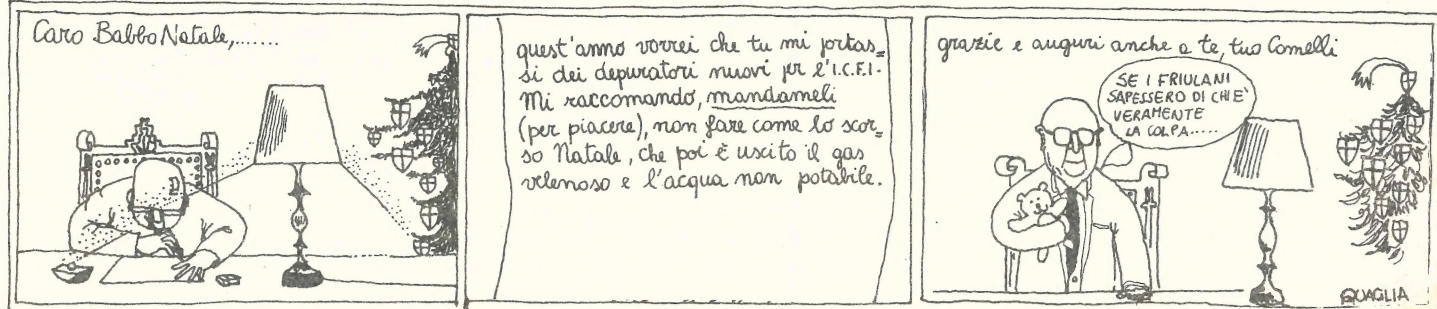 Caro Babbo Natale,......
quest'anno vorrei che tu mi portas=
si dei depuratori nuovi per l'I.C.F.I.
Mi raccomando, mandameli
(per piacere), non fare come lo scor=
so Natale, che poi è uscito il gas
velenoso e l'acqua non potabile.
grazie e auguri anche a te, tuo Comelli
SE I FRIULANI
SAPESSERO DI CHI E'
VERAMENTE
LA COLPA.....
QUAGLIA